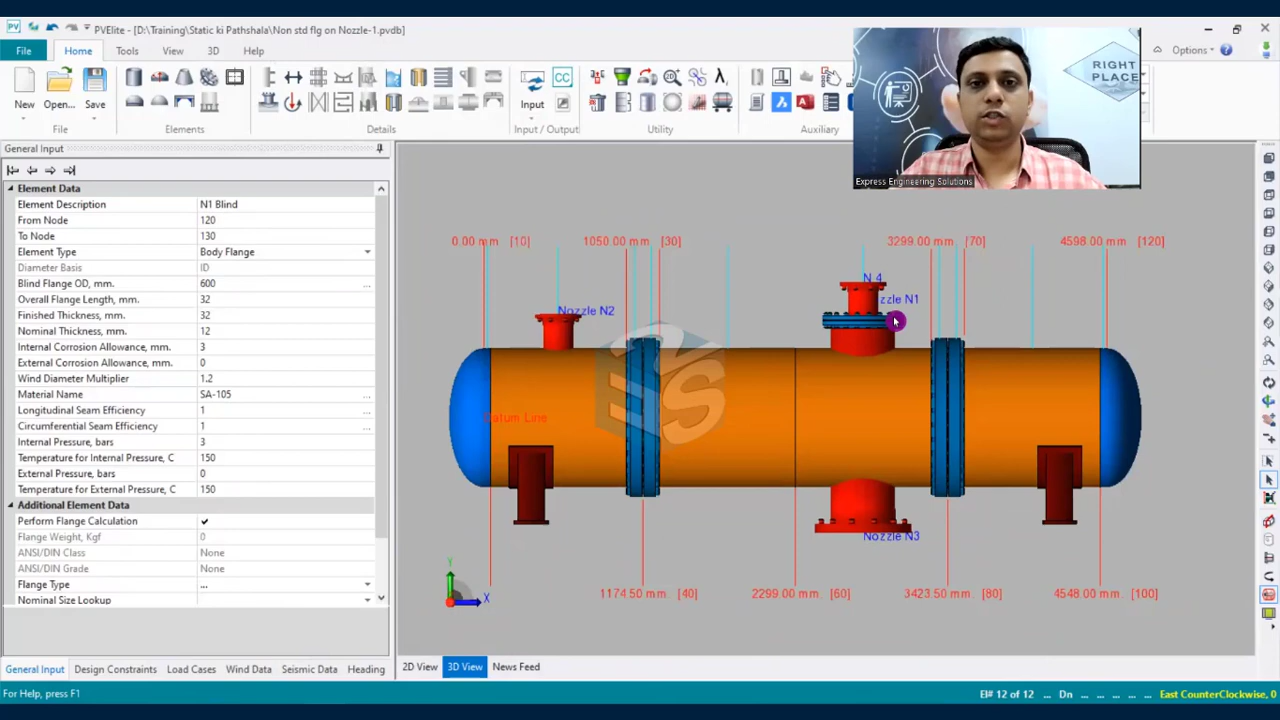 PVElite - [D:\Training\Static ki Pathshala\Non std flg on Nozzle-1.pvdb]
File Home Tools View 3D Help Options
New Open... Save Input
File Elements Details Input / Output Utility Auxiliary
RIGHT
PLACE
Express Engineering Solutions
General Input
Element Data
Element Description N1 Blind
From Node 120
To Node 130
Element Type Body Flange
Diameter Basis ID
Blind Flange OD, mm. 600 ...
Overall Flange Length, mm. 32
Finished Thickness, mm. 32
Nominal Thickness, mm. 12
Internal Corrosion Allowance, mm. 3
External Corrosion Allowance, mm. 0
Wind Diameter Multiplier 1.2
Material Name SA-105 ...
Longitudinal Seam Efficiency 1 ...
Circumferential Seam Efficiency 1 ...
Internal Pressure, bars 3
Temperature for Internal Pressure, C 150
External Pressure, bars 0
Temperature for External Pressure, C 150
Additional Element Data
Perform Flange Calculation
Flange Weight, Kgf 0
ANSI/DIN Class None
ANSI/DIN Grade None
Flange Type ...
Nominal Size Lookup
0.00 mm [10] 1050.00 mm [30] 3299.00 mm [70] 4598.00 mm [120]
N 4
zzle N1
Nozzle N2
Datum Line
Nozzle N3
Y
X
1174.50 mm. [40] 2299.00 mm. [60] 3423.50 mm. [80] 4548.00 mm. [100]
General Input Design Constraints Load Cases Wind Data Seismic Data Heading
2D View 3D View News Feed
For Help, press F1
El# 12 of 12 ... Dn ... ... ... ... ... East CounterClockwise, 0